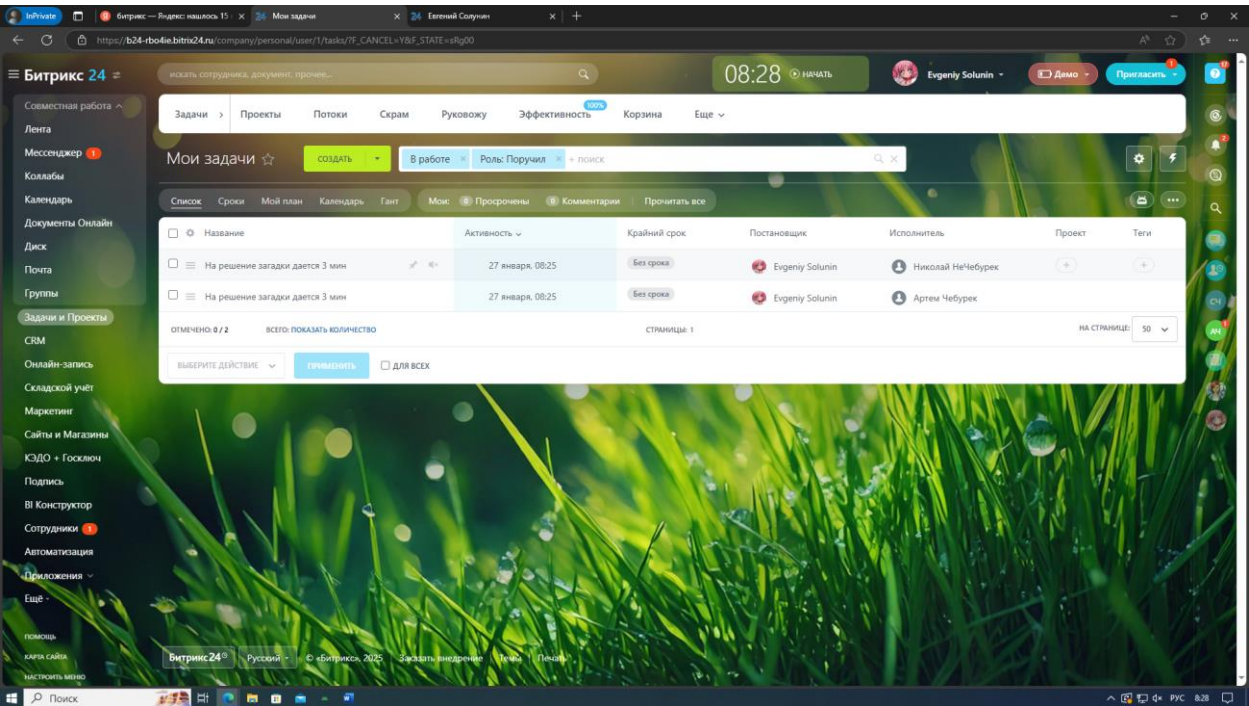 InPrivate битрикс — Яндекс: нашлось 15 Мои задачи Евгений Солунин
https://b24-rbo4ie.bitrix24.ru/company/personal/user/1/tasks/?F_CANCEL=Y&F_STATE=sRg00
Битрикс 24 искать сотрудника, документ, прочее... 08:28 НАЧАТЬ Evgeniy Solunin Демо Пригласить 1 17
Совместная работа
Задачи Проекты Потоки Скрам Руковожу Эффективность 100% Корзина Еще
Лента
Мессенджер 1
Мои задачи СОЗДАТЬ В работе Роль: Поручил + поиск 2
Коллабы
Календарь
Список Сроки Мой план Календарь Гант Мои: 0 Просрочены 0 Комментарии Прочитать все
Документы Онлайн
Название Активность Крайний срок Постановщик Исполнитель Проект Теги
Диск
На решение загадки дается 3 мин 27 января, 08:25 Без срока Evgeniy Solunin Николай НеЧебурек
Почта
Группы
На решение загадки дается 3 мин 27 января, 08:25 Без срока Evgeniy Solunin Артем Чебурек СЧ
Задачи и Проекты
ОТМЕЧЕНО: 0 / 2 ВСЕГО: ПОКАЗАТЬ КОЛИЧЕСТВО СТРАНИЦЫ: 1 НА СТРАНИЦЕ: 50 АЧ
CRM
Онлайн-запись
ВЫБЕРИТЕ ДЕЙСТВИЕ ПРИМЕНИТЬ ДЛЯ ВСЕХ
Складской учёт
Маркетинг
Сайты и Магазины
КЭДО + Госключ
Подпись
BI Конструктор
Сотрудники 1
Автоматизация
Приложения
Ещё
ПОМОЩЬ
КАРТА САЙТА
Битрикс24 Русский © «Битрикс», 2025 Заказать внедрение Темы Печать
НАСТРОИТЬ МЕНЮ
Поиск РУС 8:28